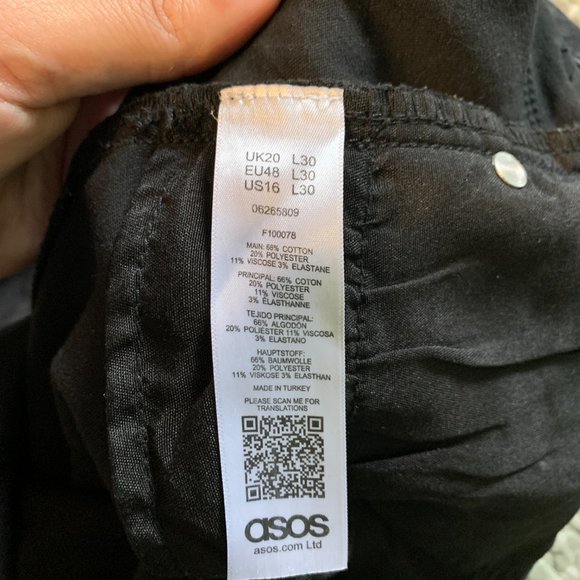 UK20 L30
EU48 L30
US16 L30
06265809
F100078
MAIN: 66% COTTON
20% POLYESTER
11% VISCOSE 3% ELASTANE
PRINCIPAL: 66% COTON
20% POLYESTER
11% VISCOSE
3% ÉLASTHANNE
TEJIDO PRINCIPAL:
66% ALGODÓN
20% POLIESTER 11% VISCOSA
3% ELASTANO
HAUPTSTOFF:
66% BAUMWOLLE
20% POLYESTER
11% VISKOSE 3% ELASTHAN
MADE IN TURKEY
PLEASE SCAN ME FOR
TRANSLATIONS
asos
asos.com Ltd